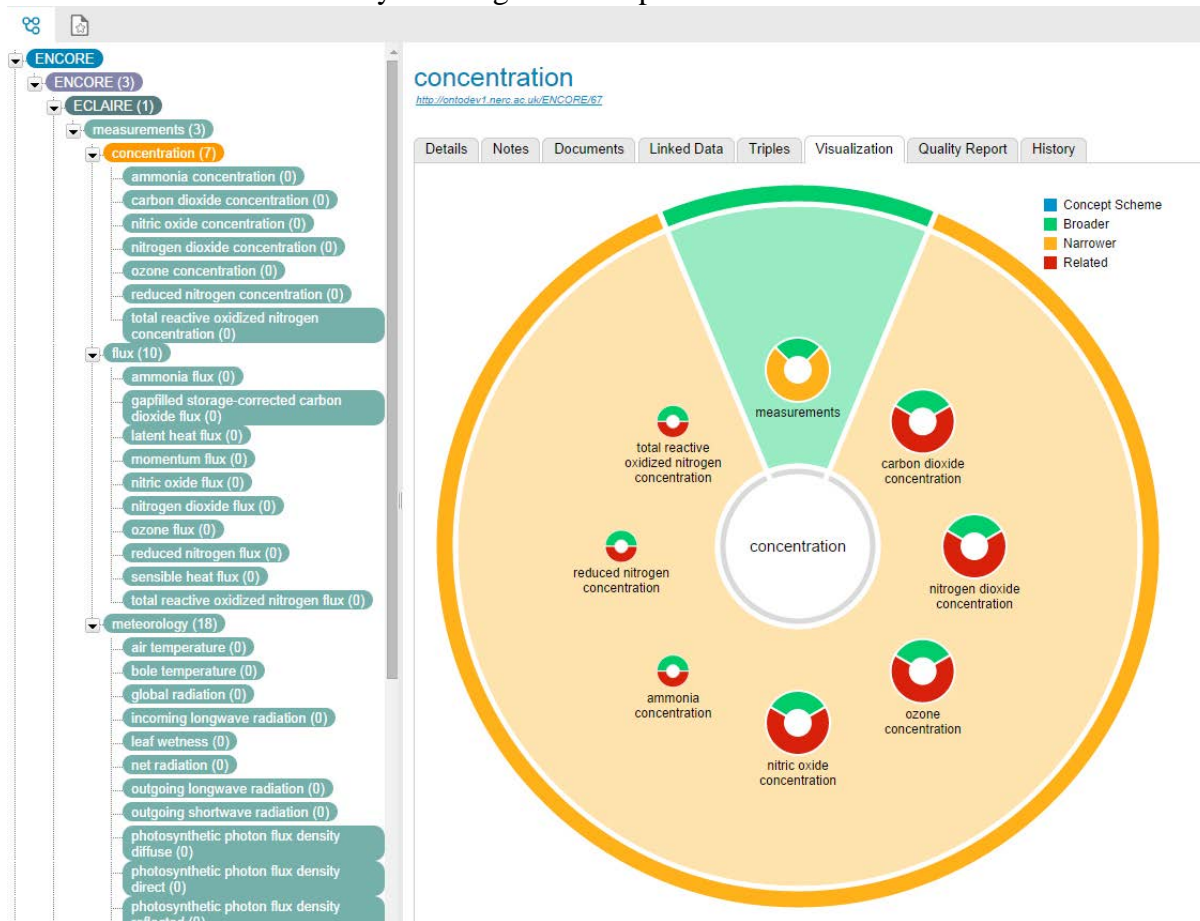 ENCORE
ENCORE (3)
ECLAIRE (1)
measurements (3)
concentration (7)
ammonia concentration (0)
carbon dioxide concentration (0)
nitric oxide concentration (0)
nitrogen dioxide concentration (0)
ozone concentration (0)
reduced nitrogen concentration (0)
total reactive oxidized nitrogen
concentration (0)
flux (10)
ammonia flux (0)
gapfilled storage-corrected carbon
dioxide flux (0)
latent heat flux (0)
momentum flux (0)
nitric oxide flux (0)
nitrogen dioxide flux (0)
ozone flux (0)
reduced nitrogen flux (0)
sensible heat flux (0)
total reactive oxidized nitrogen flux (0)
meteorology (18)
air temperature (0)
bole temperature (0)
global radiation (0)
incoming longwave radiation (0)
leaf wetness (0)
net radiation (0)
outgoing longwave radiation (0)
outgoing shortwave radiation (0)
photosynthetic photon flux density
diffuse (0)
photosynthetic photon flux density
direct (0)
photosynthetic photon flux density
concentration
http://ontodev1.nerc.ac.uk/ENCORE/67
Details Notes Documents Linked Data Triples Visualization Quality Report History
Concept Scheme
Broader
Narrower
Related
measurements
total reactive
oxidized nitrogen
concentration
carbon dioxide
concentration
concentration
reduced nitrogen
concentration
nitrogen dioxide
concentration
ammonia
concentration
ozone
concentration
nitric oxide
concentration